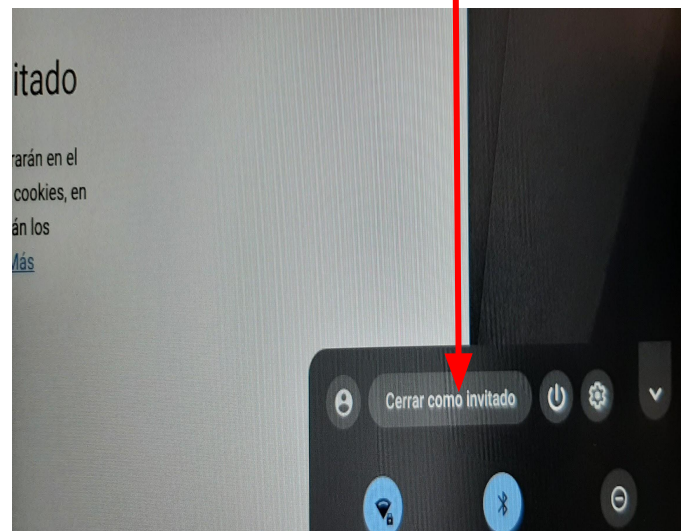 itado
rarán en el
cookies, en
án los
Más
Cerrar como invitado